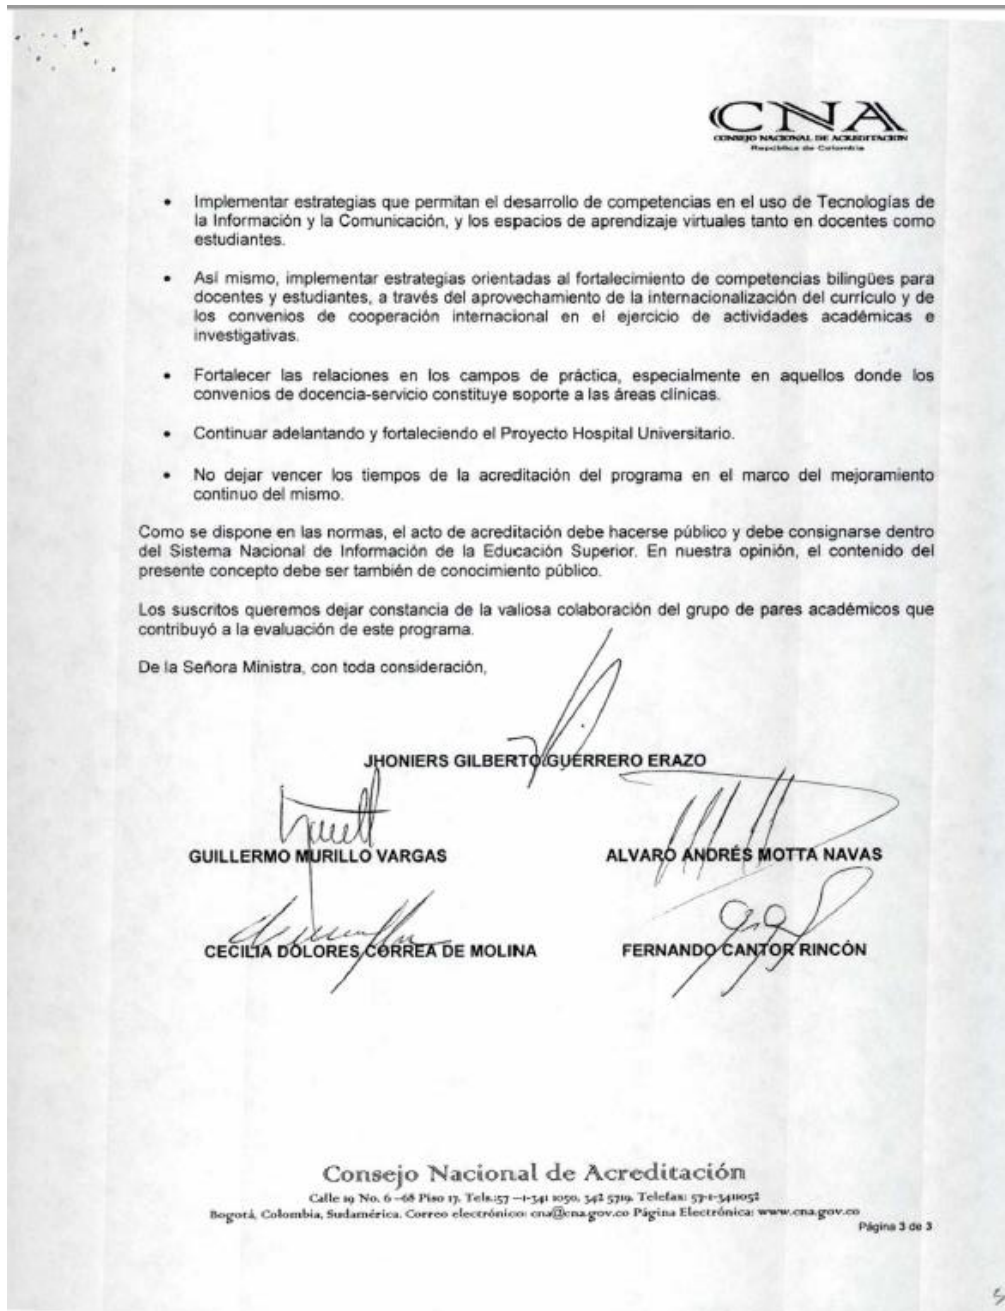 CNA
CONSEJO NACIONAL DE ACREDITACIÓN
República de Colombia
• Implementar estrategias que permitan el desarrollo de competencias en el uso de Tecnologías de
la Información y la Comunicación, y los espacios de aprendizaje virtuales tanto en docentes como
estudiantes.
• Así mismo, implementar estrategias orientadas al fortalecimiento de competencias bilingües para
docentes y estudiantes, a través del aprovechamiento de la internacionalización del currículo y de
los convenios de cooperación internacional en el ejercicio de actividades académicas e
investigativas.
• Fortalecer las relaciones en los campos de práctica, especialmente en aquellos donde los
convenios de docencia-servicio constituye soporte a las áreas clínicas.
• Continuar adelantando y fortaleciendo el Proyecto Hospital Universitario.
• No dejar vencer los tiempos de la acreditación del programa en el marco del mejoramiento
continuo del mismo.
Como se dispone en las normas, el acto de acreditación debe hacerse público y debe consignarse dentro
del Sistema Nacional de Información de la Educación Superior. En nuestra opinión, el contenido del
presente concepto debe ser también de conocimiento público.
Los suscritos queremos dejar constancia de la valiosa colaboración del grupo de pares académicos que
contribuyó a la evaluación de este programa.
De la Señora Ministra, con toda consideración,
JHONIERS GILBERTO GUERRERO ERAZO
GUILLERMO MURILLO VARGAS
ALVARO ANDRÉS MOTTA NAVAS
CECILIA DOLORES CORREA DE MOLINA
FERNANDO CANTOR RINCÓN
Consejo Nacional de Acreditación
Calle 19 No. 6 –68 Piso 17. Tels.:57 –1-341 1050, 342 5719. Telefax: 57-1-3411052
Bogotá, Colombia, Sudamérica. Correo electrónico: cna@cna.gov.co Página Electrónica: www.cna.gov.co
Página 3 de 3